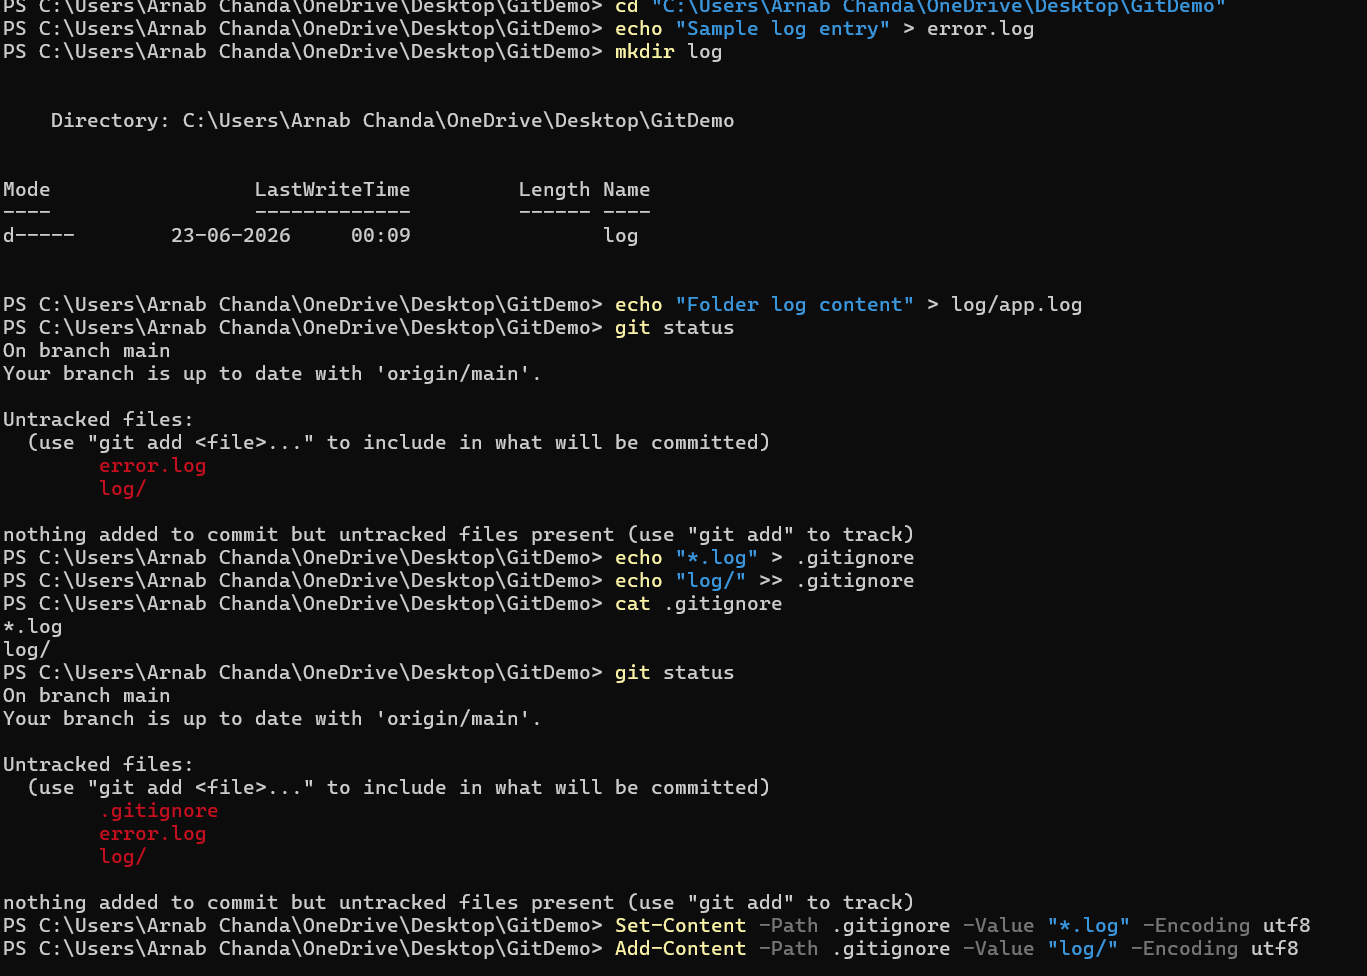 PS C:\Users\Arnab Chanda\OneDrive\Desktop\GitDemo> cd "C:\Users\Arnab Chanda\OneDrive\Desktop\GitDemo"
PS C:\Users\Arnab Chanda\OneDrive\Desktop\GitDemo> echo "Sample log entry" > error.log
PS C:\Users\Arnab Chanda\OneDrive\Desktop\GitDemo> mkdir log
    Directory: C:\Users\Arnab Chanda\OneDrive\Desktop\GitDemo
Mode                 LastWriteTime         Length Name
----                 -------------         ------ ----
d-----        23-06-2026     00:09                log
PS C:\Users\Arnab Chanda\OneDrive\Desktop\GitDemo> echo "Folder log content" > log/app.log
PS C:\Users\Arnab Chanda\OneDrive\Desktop\GitDemo> git status
On branch main
Your branch is up to date with 'origin/main'.
Untracked files:
  (use "git add <file>..." to include in what will be committed)
        error.log
        log/
nothing added to commit but untracked files present (use "git add" to track)
PS C:\Users\Arnab Chanda\OneDrive\Desktop\GitDemo> echo "*.log" > .gitignore
PS C:\Users\Arnab Chanda\OneDrive\Desktop\GitDemo> echo "log/" >> .gitignore
PS C:\Users\Arnab Chanda\OneDrive\Desktop\GitDemo> cat .gitignore
*.log
log/
PS C:\Users\Arnab Chanda\OneDrive\Desktop\GitDemo> git status
On branch main
Your branch is up to date with 'origin/main'.
Untracked files:
  (use "git add <file>..." to include in what will be committed)
        .gitignore
        error.log
        log/
nothing added to commit but untracked files present (use "git add" to track)
PS C:\Users\Arnab Chanda\OneDrive\Desktop\GitDemo> Set-Content -Path .gitignore -Value "*.log" -Encoding utf8
PS C:\Users\Arnab Chanda\OneDrive\Desktop\GitDemo> Add-Content -Path .gitignore -Value "log/" -Encoding utf8